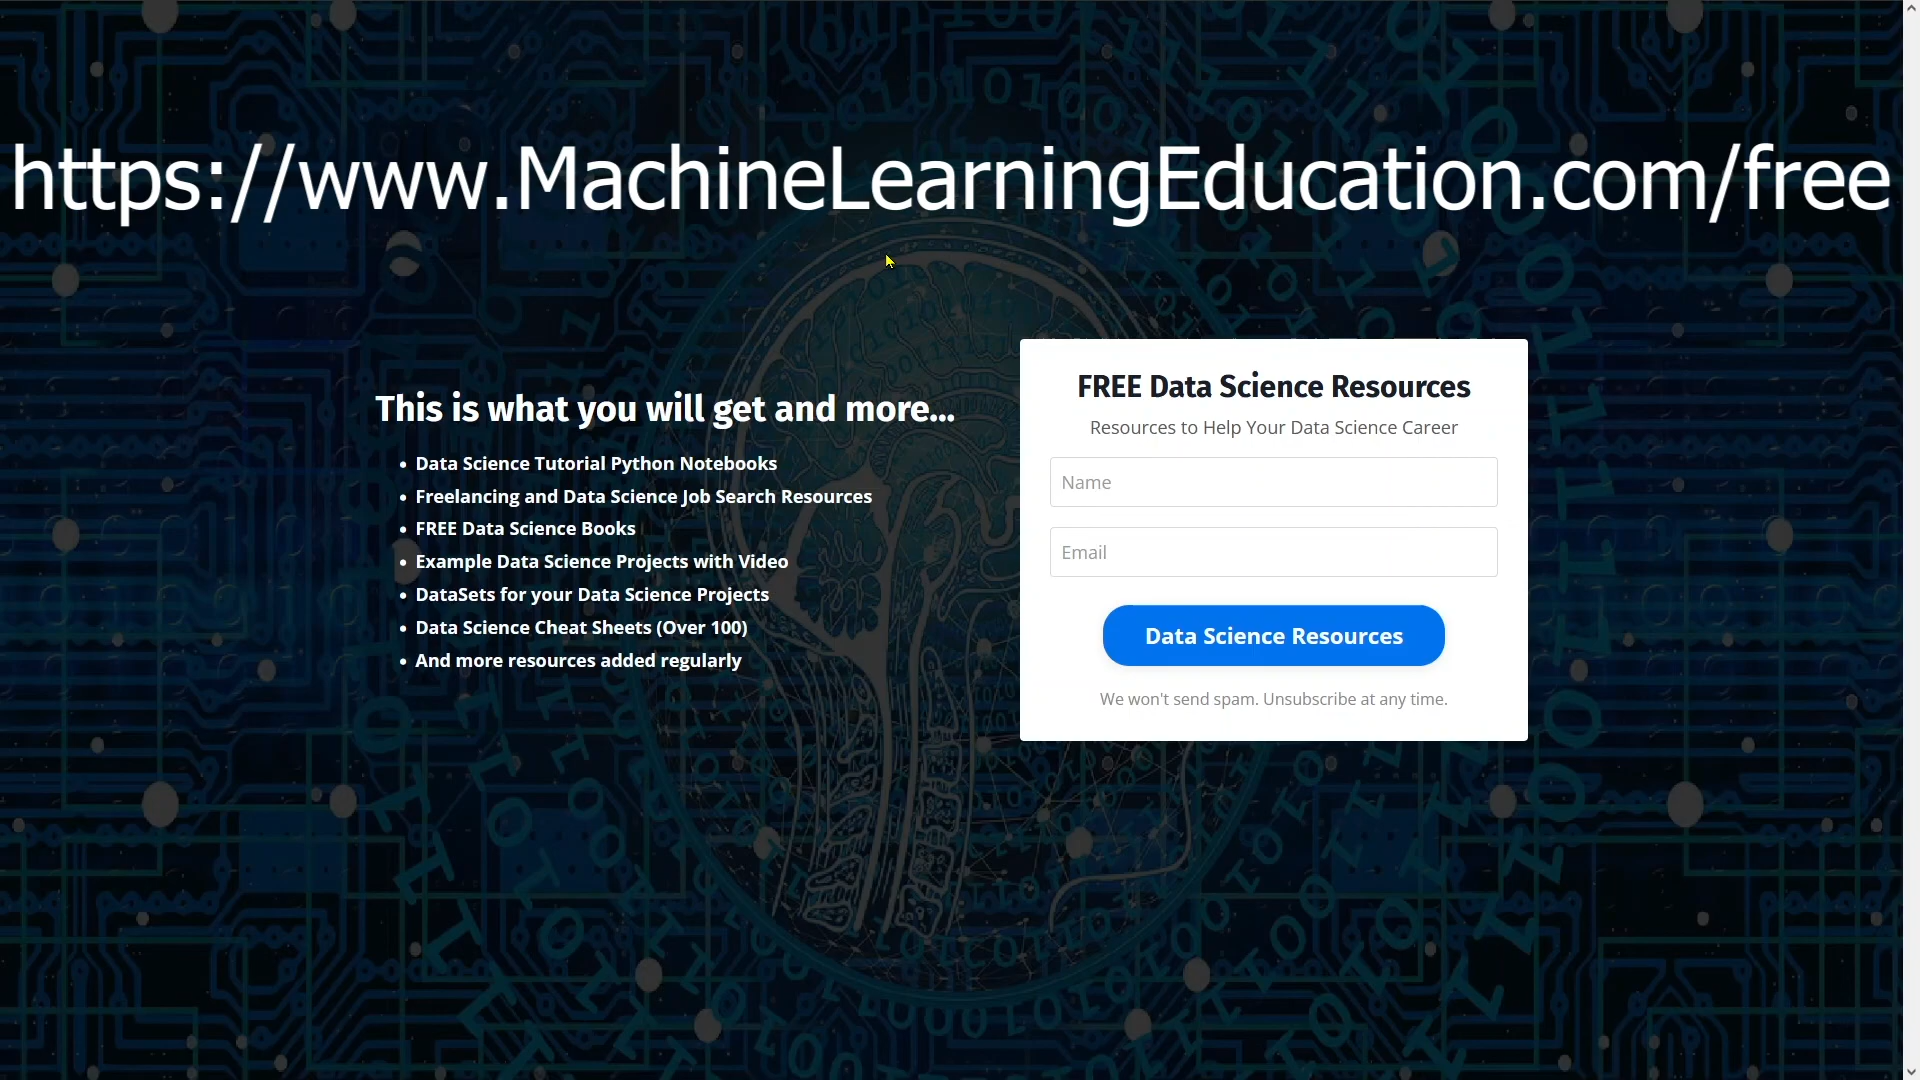 https://www.MachineLearningEducation.com/free
This is what you will get and more...
• Data Science Tutorial Python Notebooks
• Freelancing and Data Science Job Search Resources
• FREE Data Science Books
• Example Data Science Projects with Video
• DataSets for your Data Science Projects
• Data Science Cheat Sheets (Over 100)
• And more resources added regularly
FREE Data Science Resources
Resources to Help Your Data Science Career
Name
Email
Data Science Resources
We won't send spam. Unsubscribe at any time.